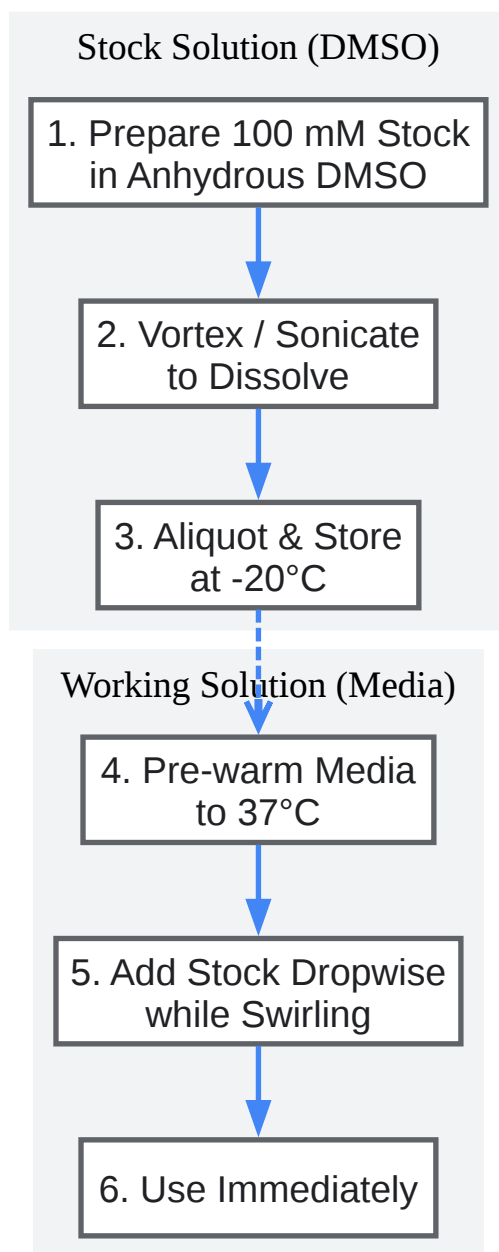 Stock Solution (DMSO)
1. Prepare 100 mM Stock
in Anhydrous DMSO
2. Vortex / Sonicate
to Dissolve
3. Aliquot & Store
at -20°C
Working Solution (Media)
4. Pre-warm Media
to 37°C
5. Add Stock Dropwise
while Swirling
6. Use Immediately